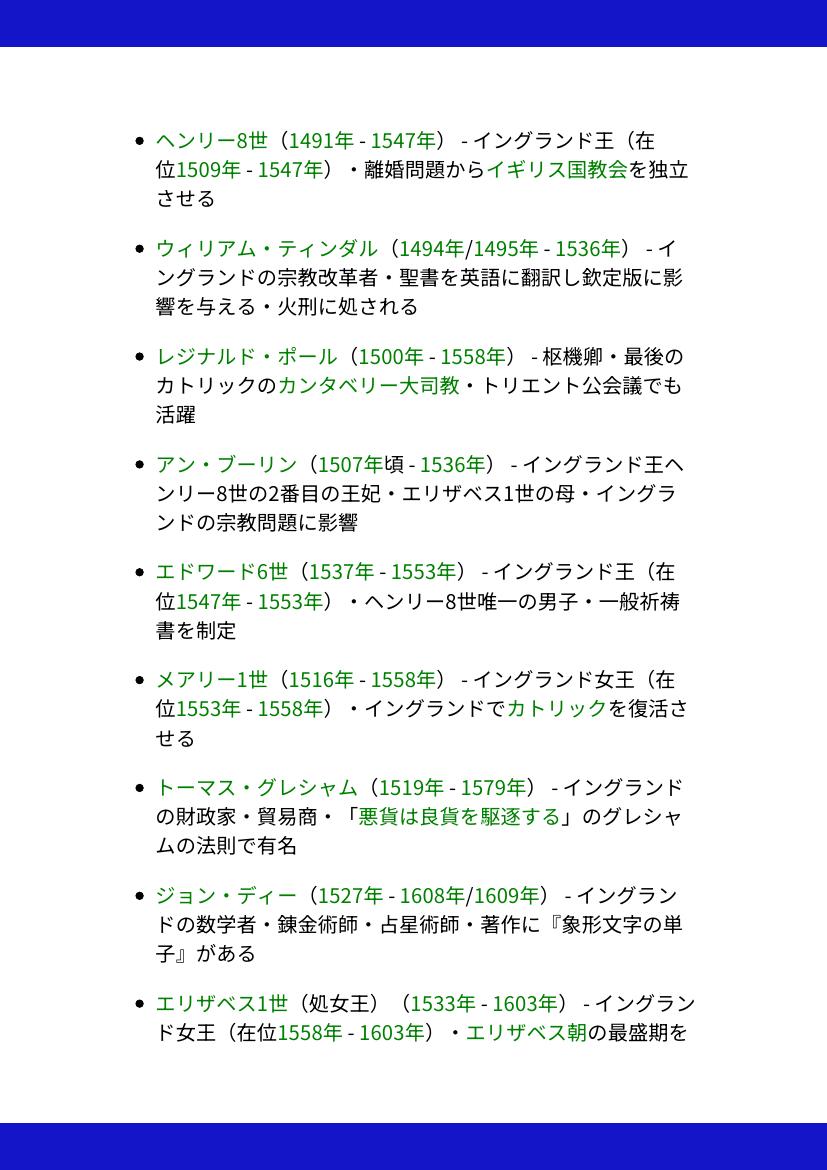 ヘンリー8世（1491年 - 1547年） - イングランド王（在
位1509年 - 1547年）・離婚問題からイギリス国教会を独立
させる
ウィリアム・ティンダル（1494年/1495年 - 1536年） - イ
ングランドの宗教改革者・聖書を英語に翻訳し欽定版に影
響を与える・火刑に処される
レジナルド・ポール（1500年 - 1558年） - 枢機卿・最後の
カトリックのカンタベリー大司教・トリエント公会議でも
活躍
アン・ブーリン（1507年頃 - 1536年） - イングランド王ヘ
ンリー8世の2番目の王妃・エリザベス1世の母・イングラ
ンドの宗教問題に影響
エドワード6世（1537年 - 1553年） - イングランド王（在
位1547年 - 1553年）・ヘンリー8世唯一の男子・一般祈祷
書を制定
メアリー1世（1516年 - 1558年） - イングランド女王（在
位1553年 - 1558年）・イングランドでカトリックを復活さ
せる
トーマス・グレシャム（1519年 - 1579年） - イングランド
の財政家・貿易商・「悪貨は良貨を駆逐する」のグレシャ
ムの法則で有名
ジョン・ディー（1527年 - 1608年/1609年） - イングラン
ドの数学者・錬金術師・占星術師・著作に『象形文字の単
子』がある
エリザベス1世（処女王）（1533年 - 1603年） - イングラン
ド女王（在位1558年 - 1603年）・エリザベス朝の最盛期を